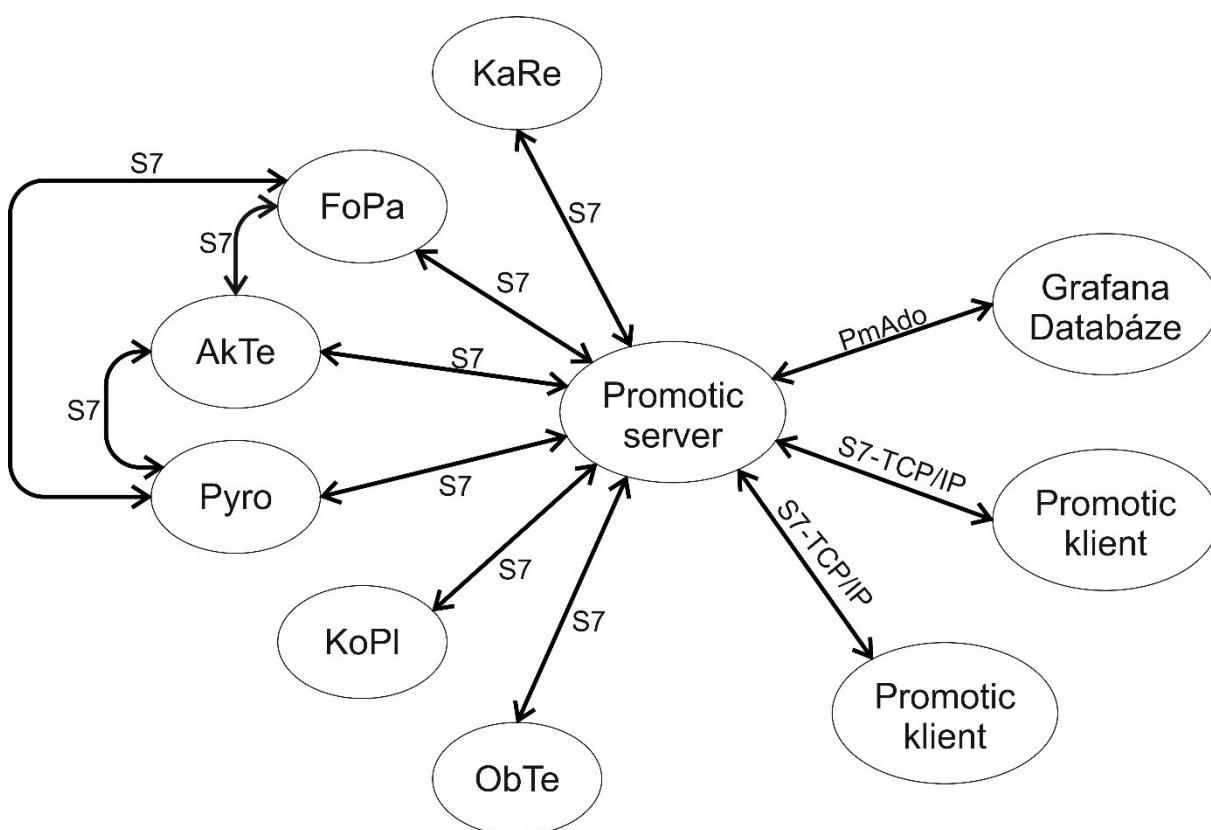 KaRe
S7
FoPa
S7
S7
S7
Grafana
Databáze
PmAdo
AkTe
S7
Promotic
server
S7
S7-TCP/IP
Pyro
S7
Promotic
klient
S7-TCP/IP
S7
KoPl
S7
Promotic
klient
ObTe